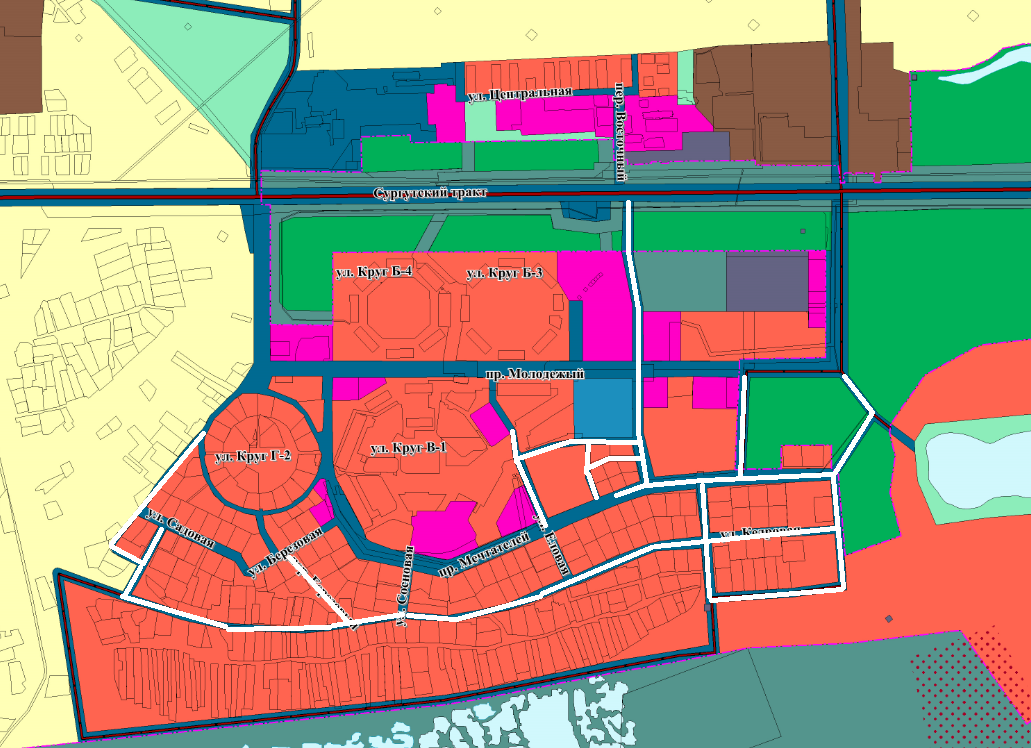 ул. Центральная
пер. Восточный
Сургутский тракт
ул. Круг Б-4
ул. Круг Б-3
пр. Молодежый
ул. Круг В-1
ул. Круг Г-2
ул. Садовая
ул. Березовая
пр. Мечтателей
ул. Сосновая